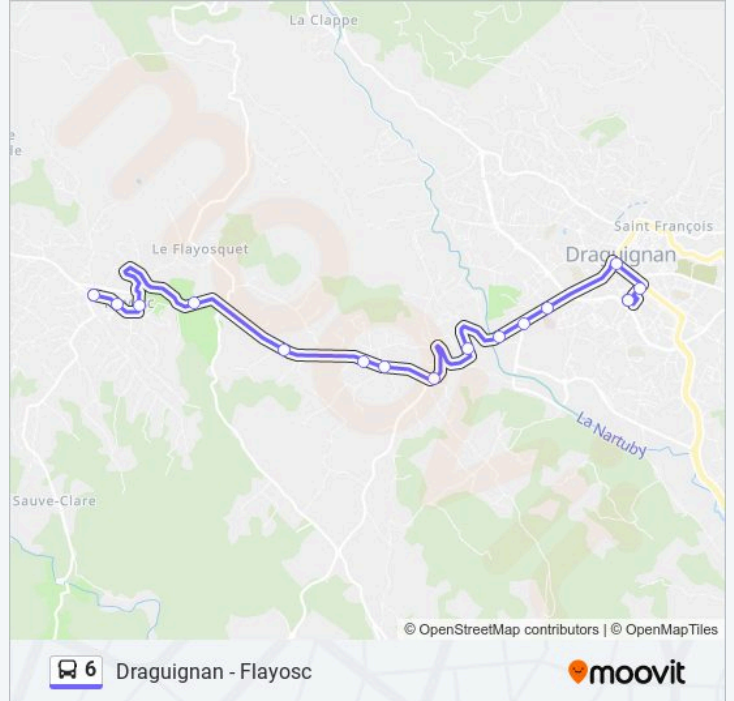 La Clappe
Saint François
Draguignan
Le Flayosquet
La Nartuby
Sauve-Clare
© OpenStreetMap contributors | © OpenMapTiles
6 Draguignan - Flayosc
moovit